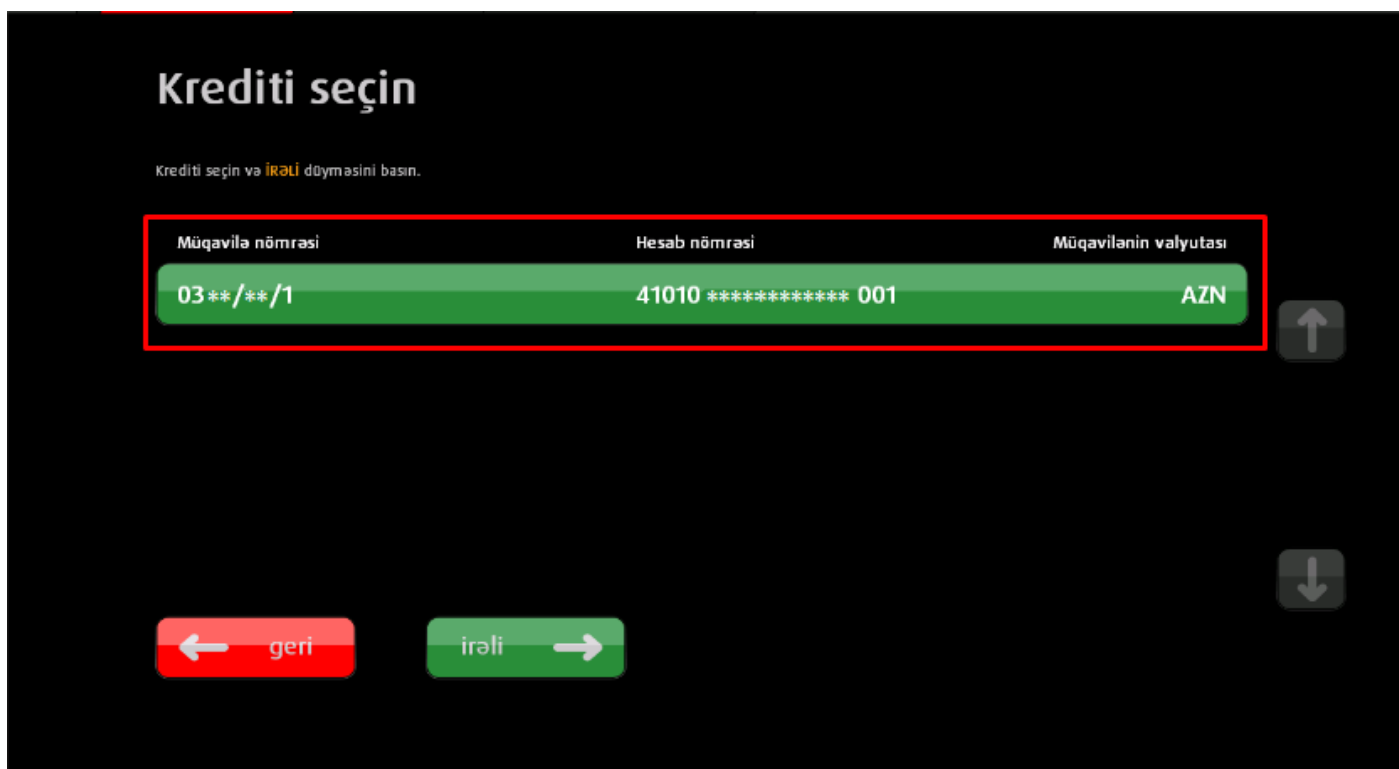 Krediti seçin
Krediti seçin və İRƏLİ düyməsini basın.
Müqavilə nömrəsi Hesab nömrəsi Müqavilənin valyutası
03**/**/1 41010 ************ 001 AZN
geri irəli